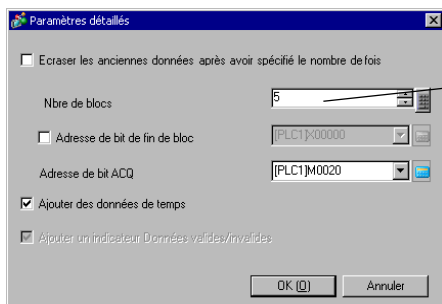 Paramètres détaillés
Ecraser les anciennes données après avoir spécifié le nombre de fois
Nbre de blocs
5
Adresse de bit de fin de bloc
[PLC1]X00000
Adresse de bit ACQ
[PLC1]M0020
Ajouter des données de temps
Ajouter un indicateur Données valides/invalides
OK (O)
Annuler